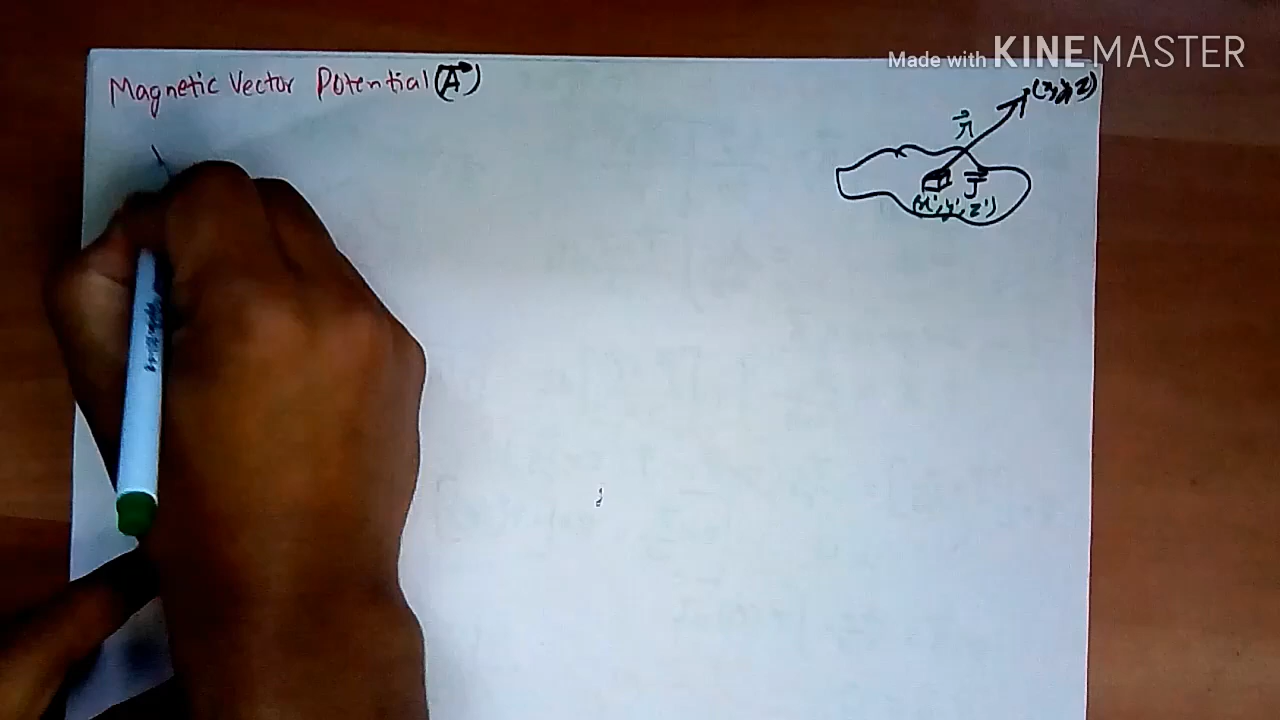 Magnetic Vector Potential (A⃗)
Made with KINEMASTER
(x,y,z)
r⃗
J
(x',y',z')